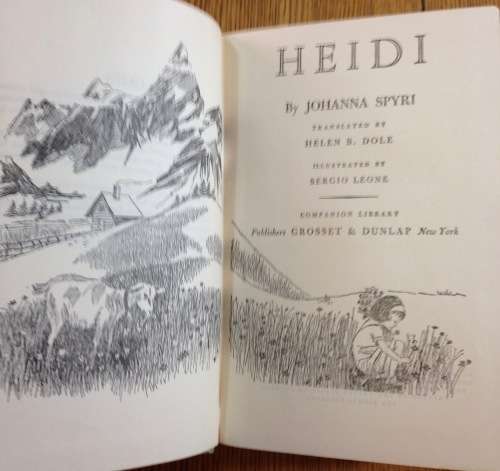 HEIDI
By JOHANNA SPYRI
TRANSLATED BY
HELEN B. DOLE
ILLUSTRATED BY
SERGIO LEONE
COMPANION LIBRARY
Publishers GROSSET & DUNLAP New York